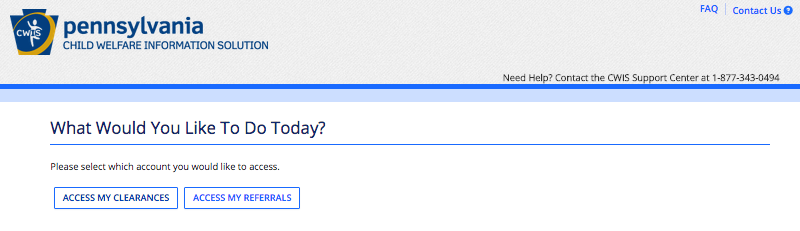 FAQ
Contact Us ?
CWIS
pennsylvania
CHILD WELFARE INFORMATION SOLUTION
Need Help? Contact the CWIS Support Center at 1-877-343-0494
What Would You Like To Do Today?
Please select which account you would like to access.
ACCESS MY CLEARANCES
ACCESS MY REFERRALS